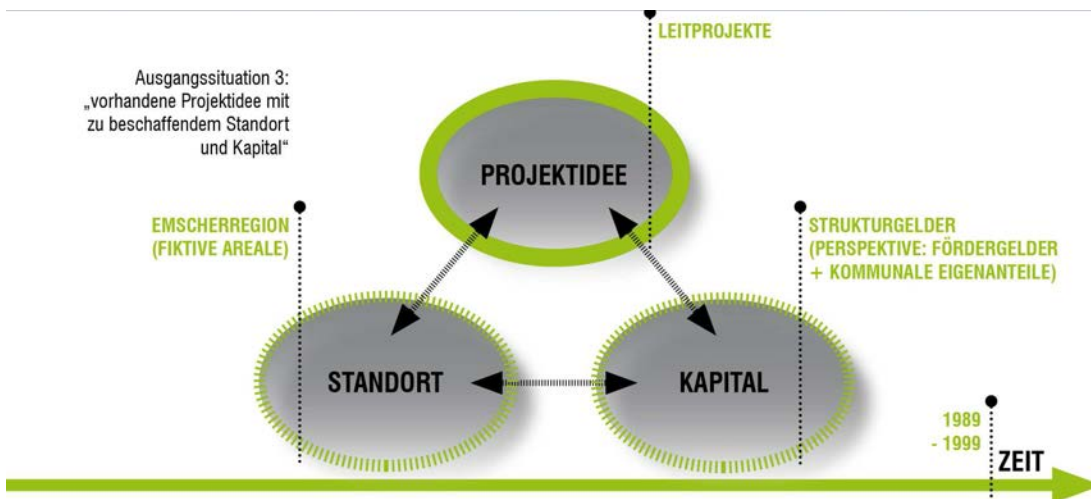 LEITPROJEKTE
Ausgangssituation 3:
„vorhandene Projektidee mit
zu beschaffendem Standort
und Kapital“
PROJEKTIDEE
EMSCHERREGION
(FIKTIVE AREALE)
STRUKTURGELDER
(PERSPEKTIVE: FÖRDERGELDER
+ KOMMUNALE EIGENANTEILE)
STANDORT
KAPITAL
1989
- 1999
ZEIT